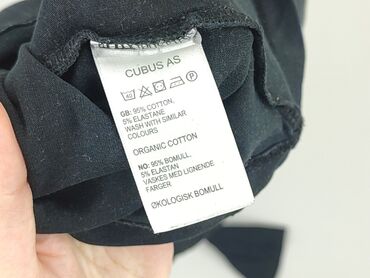 CUBUS AS
40 P
GB: 95% COTTON,
5% ELASTANE
WASH WITH SIMILAR
COLOURS
ORGANIC COTTON
NO: 95% BOMULL,
5% ELASTAN
VASKES MED LIGNENDE
FARGER
ØKOLOGISK BOMULL